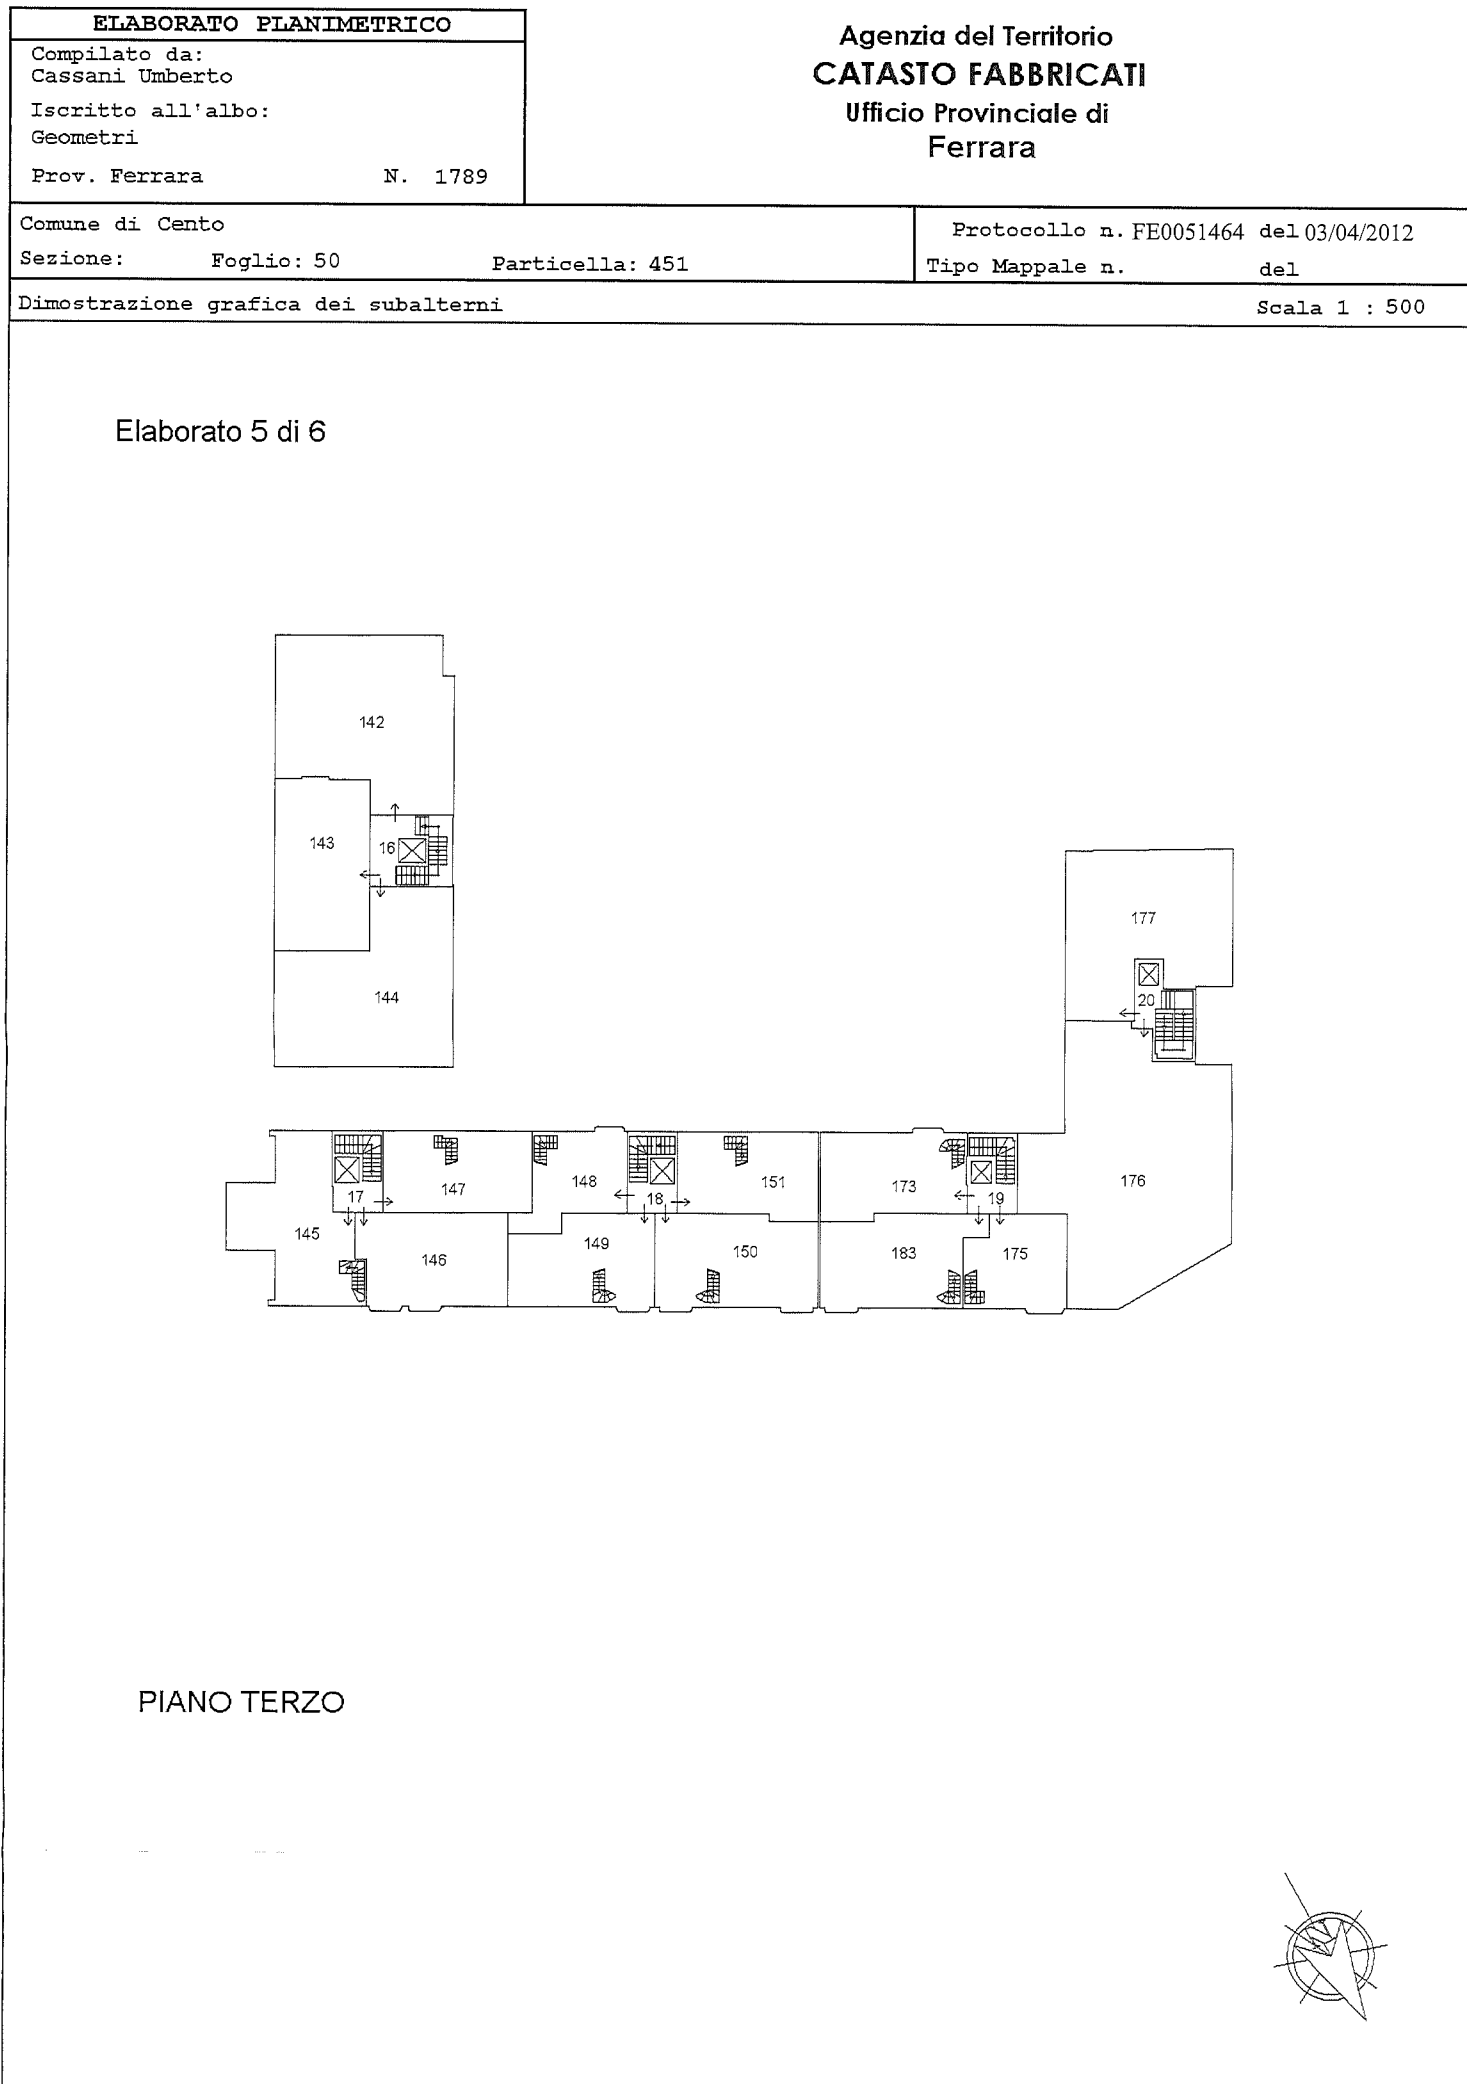 ELABORATO PLANIMETRICO
Compilato da:
Cassani Umberto
Iscritto all'albo:
Geometri
Prov. Ferrara N. 1789
Agenzia del Territorio
CATASTO FABBRICATI
Ufficio Provinciale di
Ferrara
Comune di Cento
Sezione: Foglio: 50 Particella: 451
Protocollo n. FE0051464 del 03/04/2012
Tipo Mappale n. del
Dimostrazione grafica dei subalterni Scala 1 : 500
Elaborato 5 di 6
142
143
16
144
177
20
176
145
17
147
146
148
18
151
149
150
173
19
183
175
PIANO TERZO
N